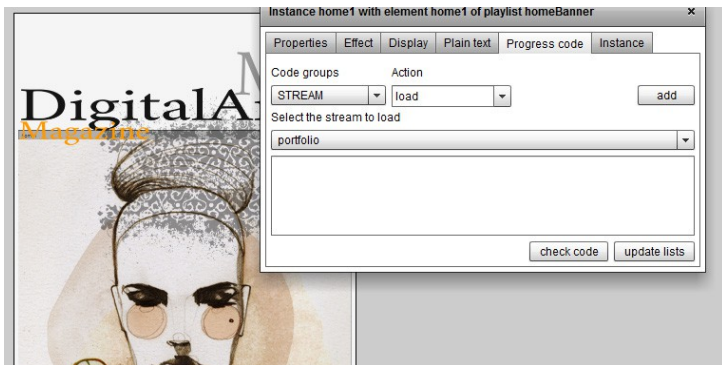 Instance home1 with element home1 of playlist homeBanner x
Properties Effect Display Plain text Progress code Instance
Code groups Action
STREAM load add
Select the stream to load
portfolio
check code update lists
DigitalA
Magazine